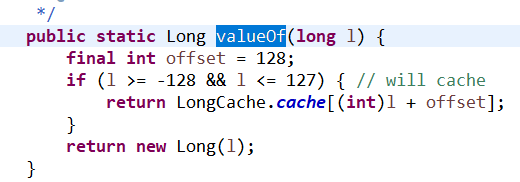 */
public static Long valueOf(long l) {
final int offset = 128;
if (l >= -128 && l <= 127) { // will cache
return LongCache.cache[(int)l + offset];
}
return new Long(l);
}